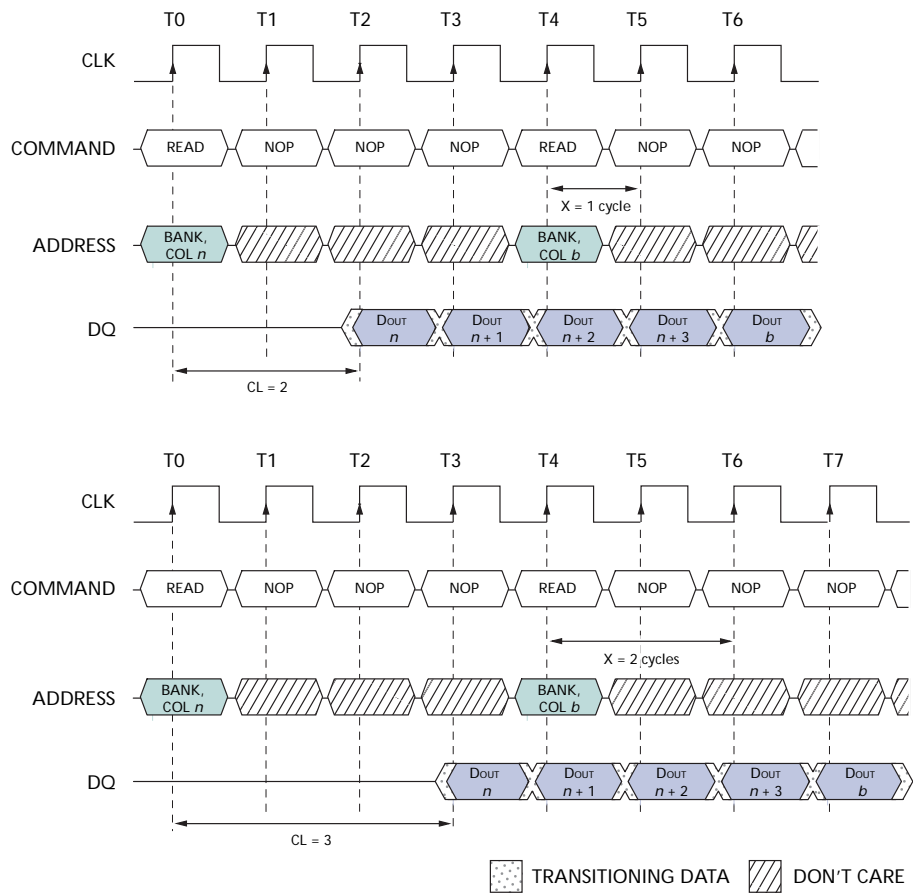 T0 T1 T2 T3 T4 T5 T6
CLK
COMMAND READ NOP NOP NOP READ NOP NOP
X = 1 cycle
ADDRESS BANK, COL n BANK, COL b
DQ DOUT n DOUT n + 1 DOUT n + 2 DOUT n + 3 DOUT b
CL = 2
T0 T1 T2 T3 T4 T5 T6 T7
CLK
COMMAND READ NOP NOP NOP READ NOP NOP NOP
X = 2 cycles
ADDRESS BANK, COL n BANK, COL b
DQ DOUT n DOUT n + 1 DOUT n + 2 DOUT n + 3 DOUT b
CL = 3
TRANSITIONING DATA DON'T CARE